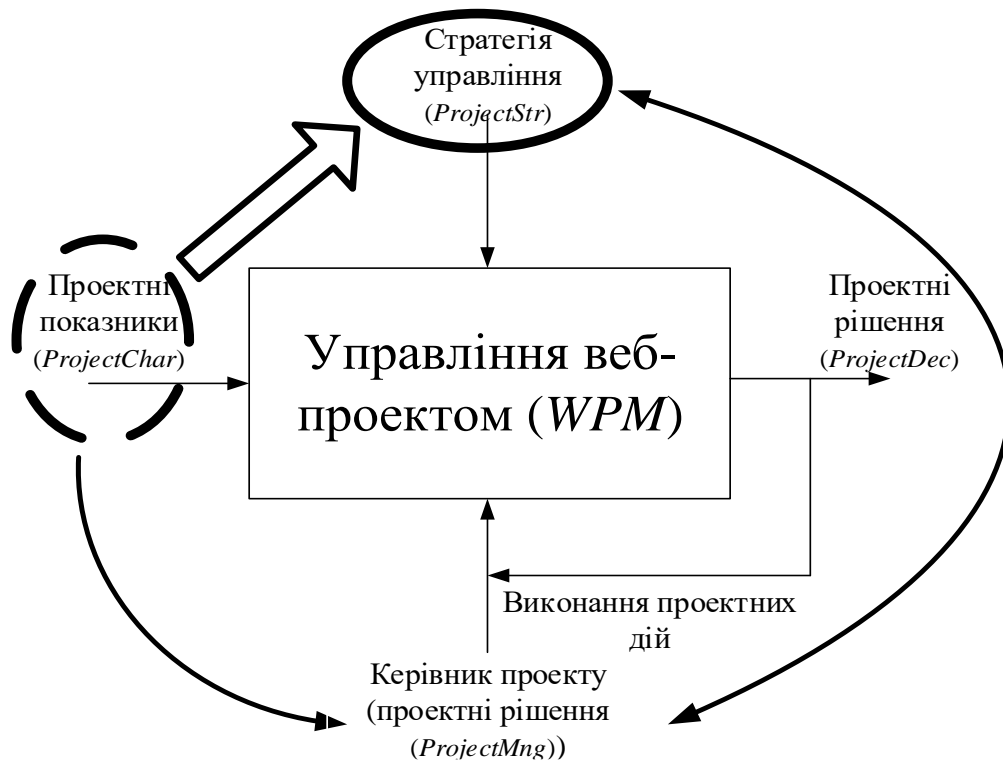 Стратегія
управління
(ProjectStr)
Проектні
показники
(ProjectChar)
Управління веб-
проектом (WPM)
Проектні
рішення
(ProjectDec)
Виконання проектних
дій
Керівник проекту
(проектні рішення
(ProjectMng))